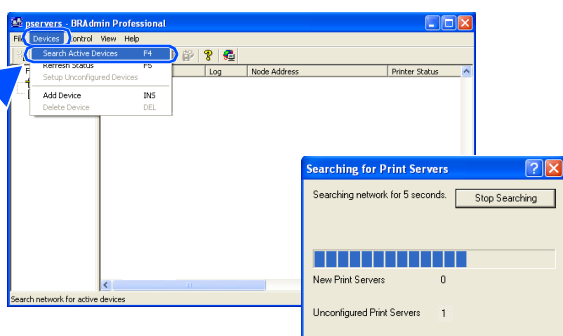 pservers - BRAdmin Professional
Devices Control View Help
Search Active Devices F4
Refresh Status F5
Setup Unconfigured Devices
Add Device INS
Delete Device DEL
Log Node Address Printer Status
Search network for active devices
Searching for Print Servers
Searching network for 5 seconds. Stop Searching
New Print Servers 0
Unconfigured Print Servers 1